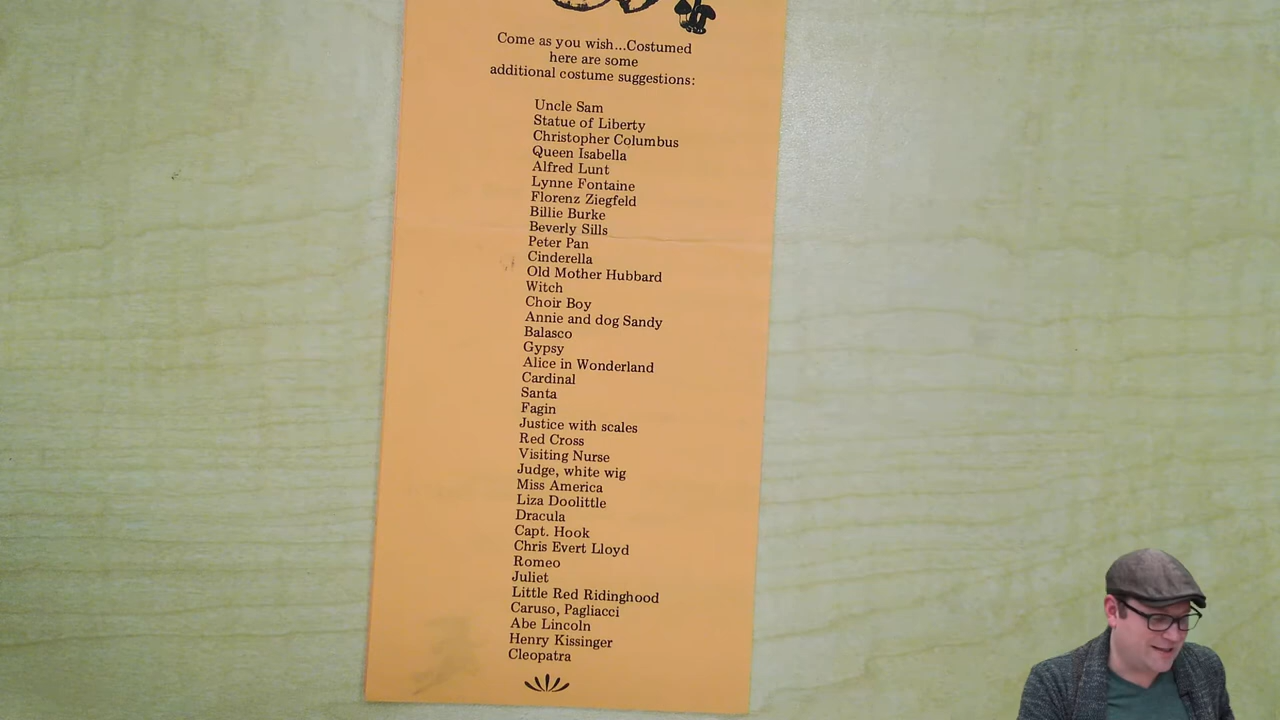 Come as you wish...Costumed
here are some
additional costume suggestions:
Uncle Sam
Statue of Liberty
Christopher Columbus
Queen Isabella
Alfred Lunt
Lynne Fontaine
Florenz Ziegfeld
Billie Burke
Beverly Sills
Peter Pan
Cinderella
Old Mother Hubbard
Witch
Choir Boy
Annie and dog Sandy
Balasco
Gypsy
Alice in Wonderland
Cardinal
Santa
Fagin
Justice with scales
Red Cross
Visiting Nurse
Judge, white wig
Miss America
Liza Doolittle
Dracula
Capt. Hook
Chris Evert Lloyd
Romeo
Juliet
Little Red Ridinghood
Caruso, Pagliacci
Abe Lincoln
Henry Kissinger
Cleopatra